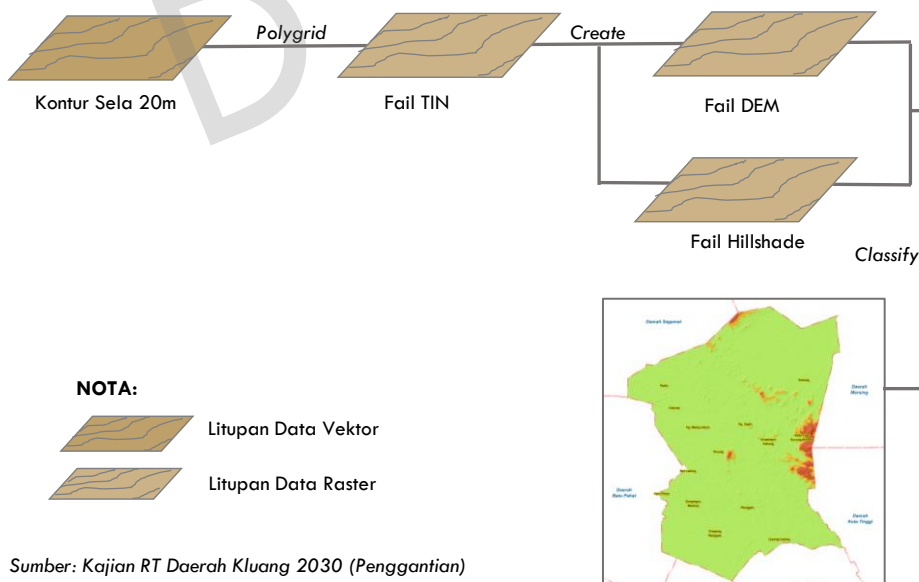 Polygrid
Create
Kontur Sela 20m
Fail TIN
Fail DEM
Fail Hillshade
Classify
NOTA:
Litupan Data Vektor
Litupan Data Raster
Daerah Segamat
Daerah
Mersing
Daerah
Batu Pahat
Daerah
Kota Tinggi
Sumber: Kajian RT Daerah Kluang 2030 (Penggantian)